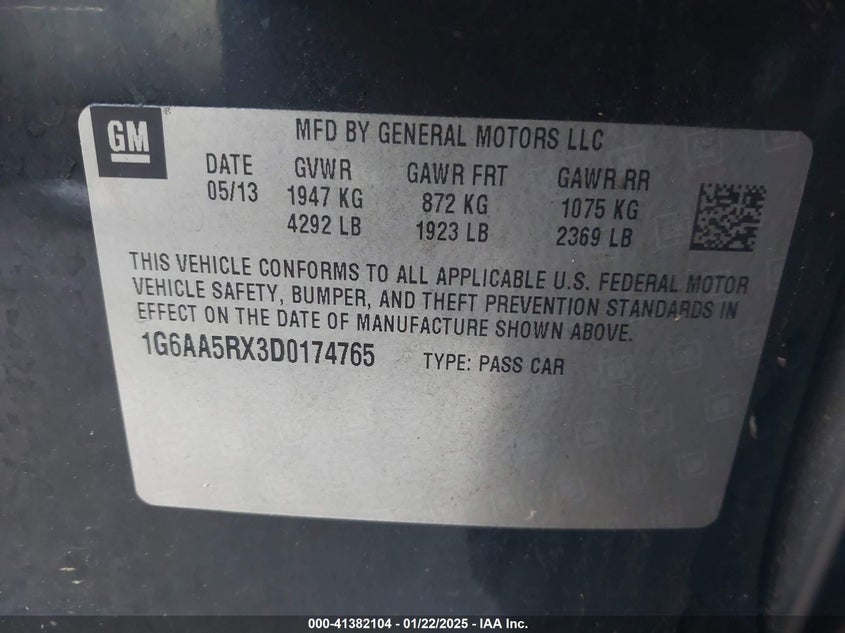 GM
MFD BY GENERAL MOTORS LLC
DATE GVWR GAWR FRT GAWR RR
05/13 1947 KG 872 KG 1075 KG
4292 LB 1923 LB 2369 LB
THIS VEHICLE CONFORMS TO ALL APPLICABLE U.S. FEDERAL MOTOR
VEHICLE SAFETY, BUMPER, AND THEFT PREVENTION STANDARDS IN
EFFECT ON THE DATE OF MANUFACTURE SHOWN ABOVE.
1G6AA5RX3D0174765 TYPE: PASS CAR
000-41382104 - 01/22/2025 - IAA Inc.